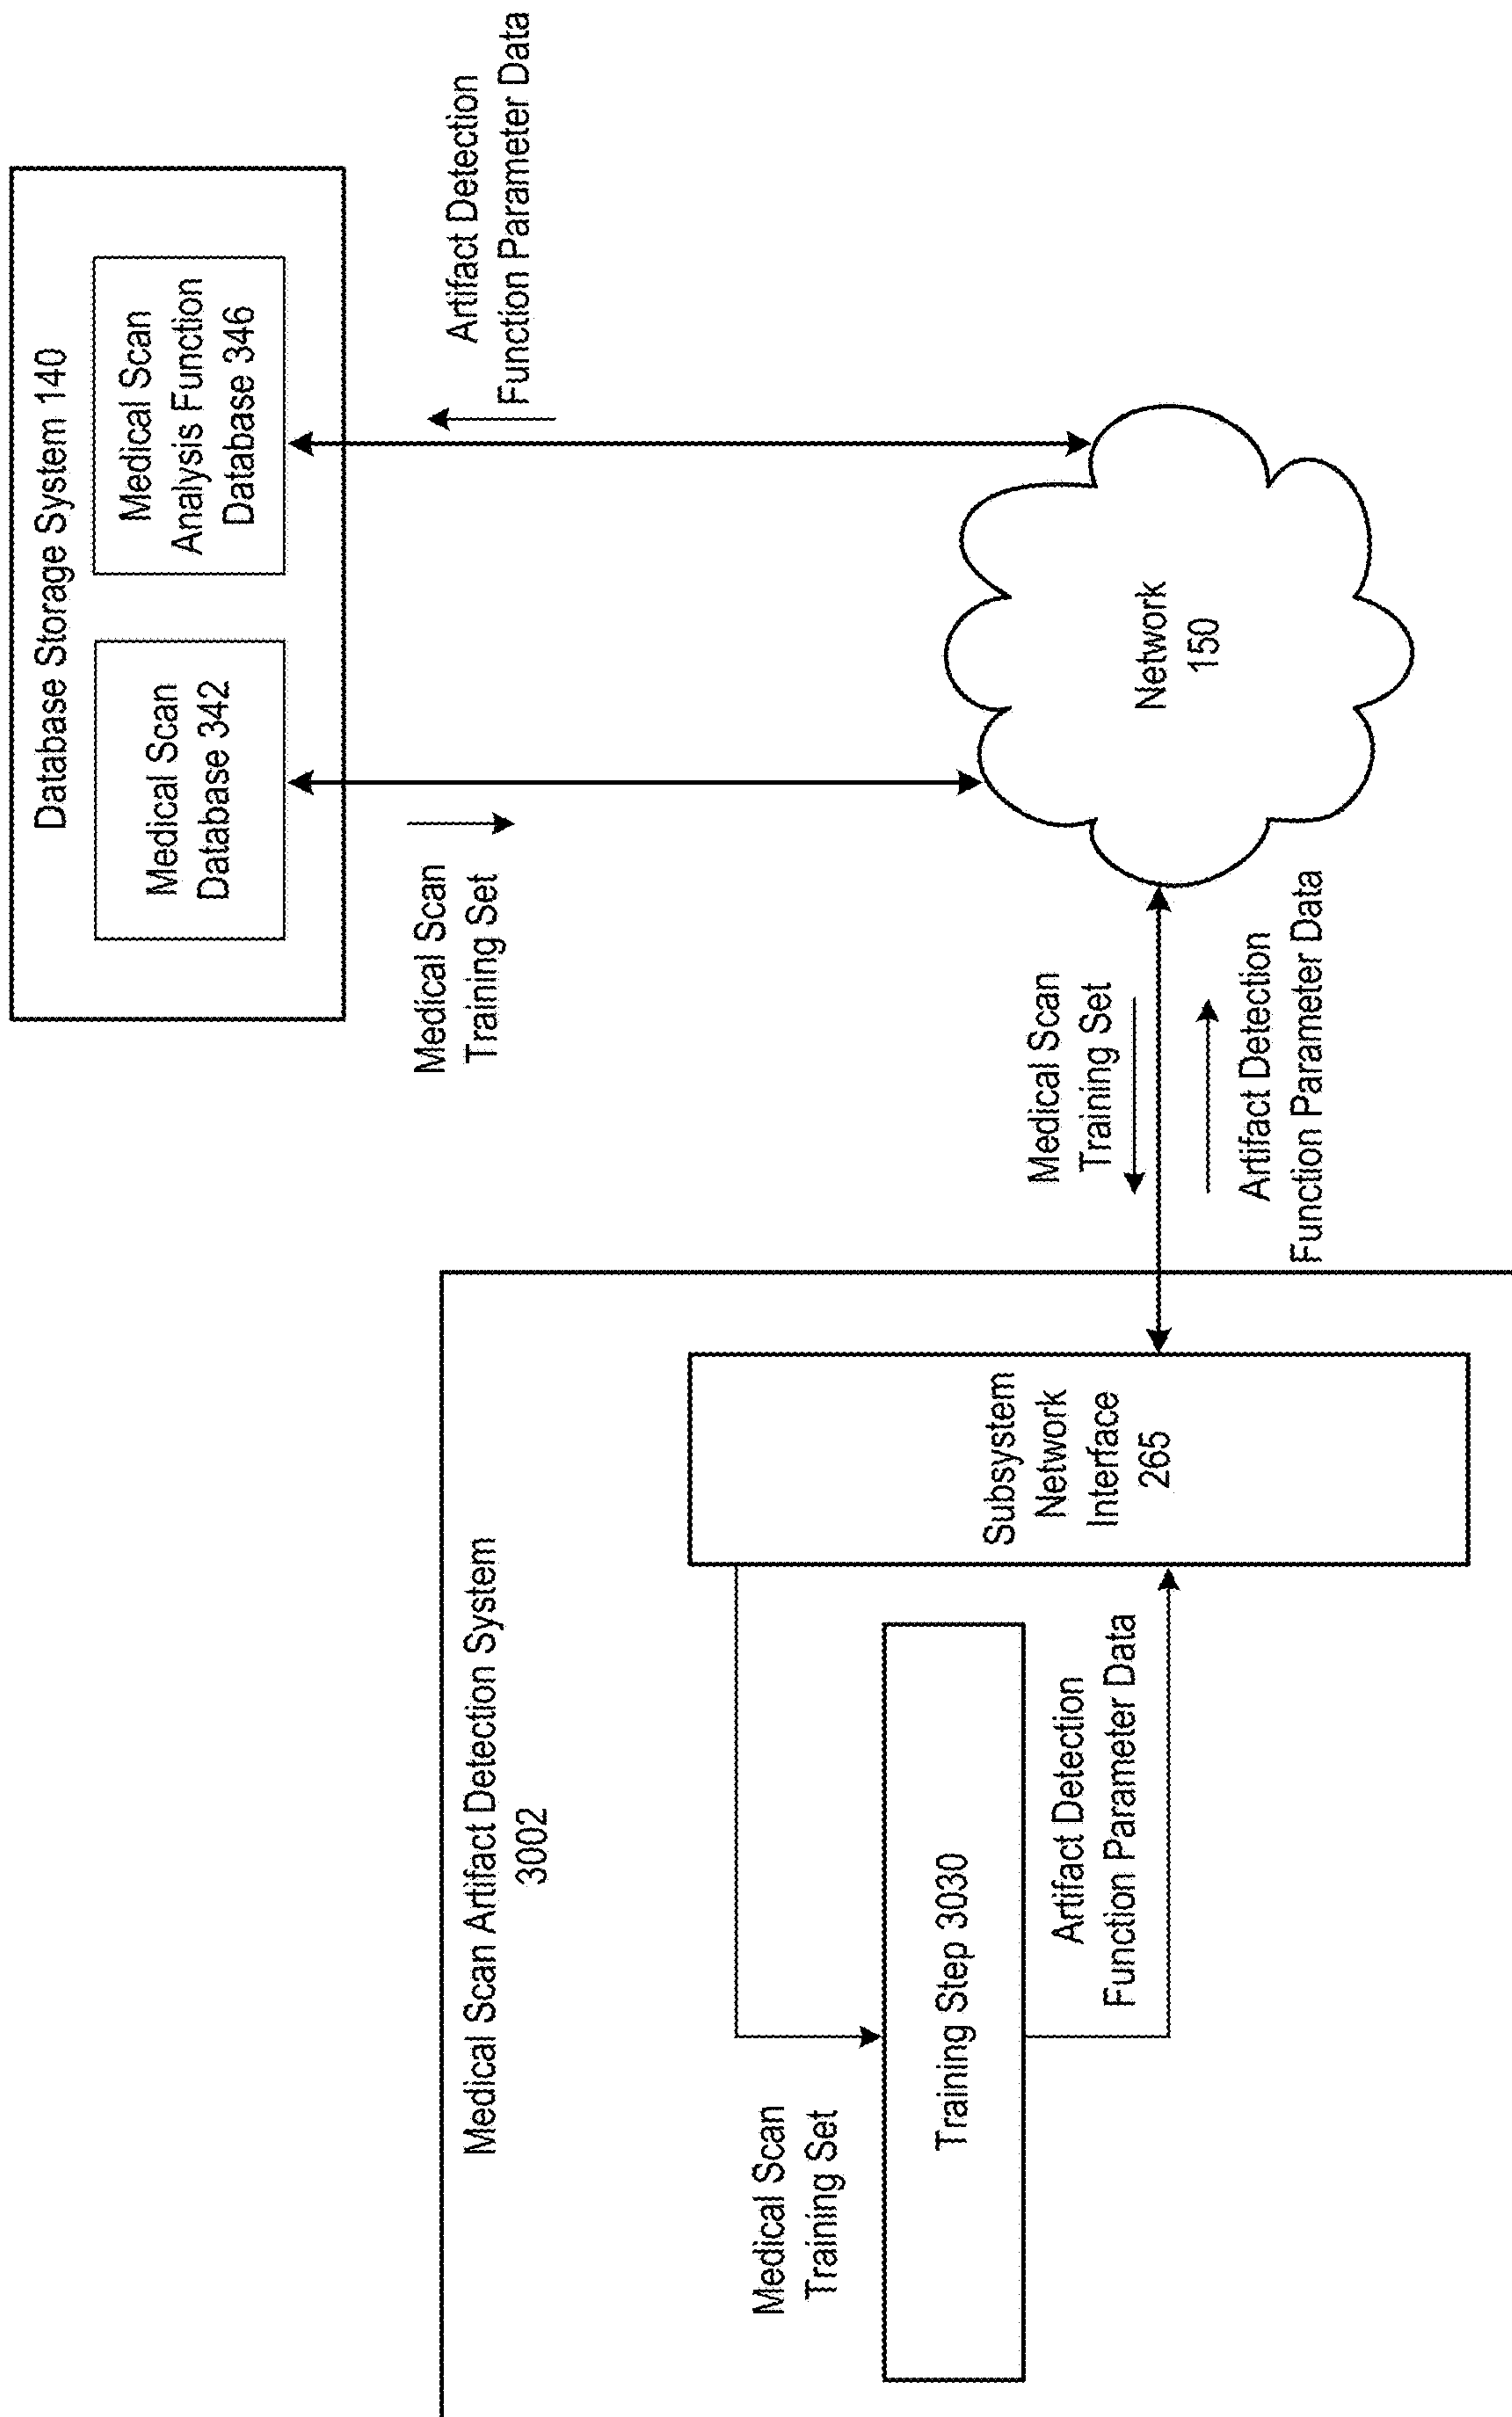 Database Storage System 140
Medical Scan
Database 342
Medical Scan
Analysis Function
Database 346
Medical Scan
Training Set
Artifact Detection
Function Parameter Data
Medical Scan Artifact Detection System
3002
Medical Scan
Training Set
Training Step 3030
Artifact Detection
Function Parameter Data
Subsystem
Network
Interface
265
Medical Scan
Training Set
Artifact Detection
Function Parameter Data
Network
150